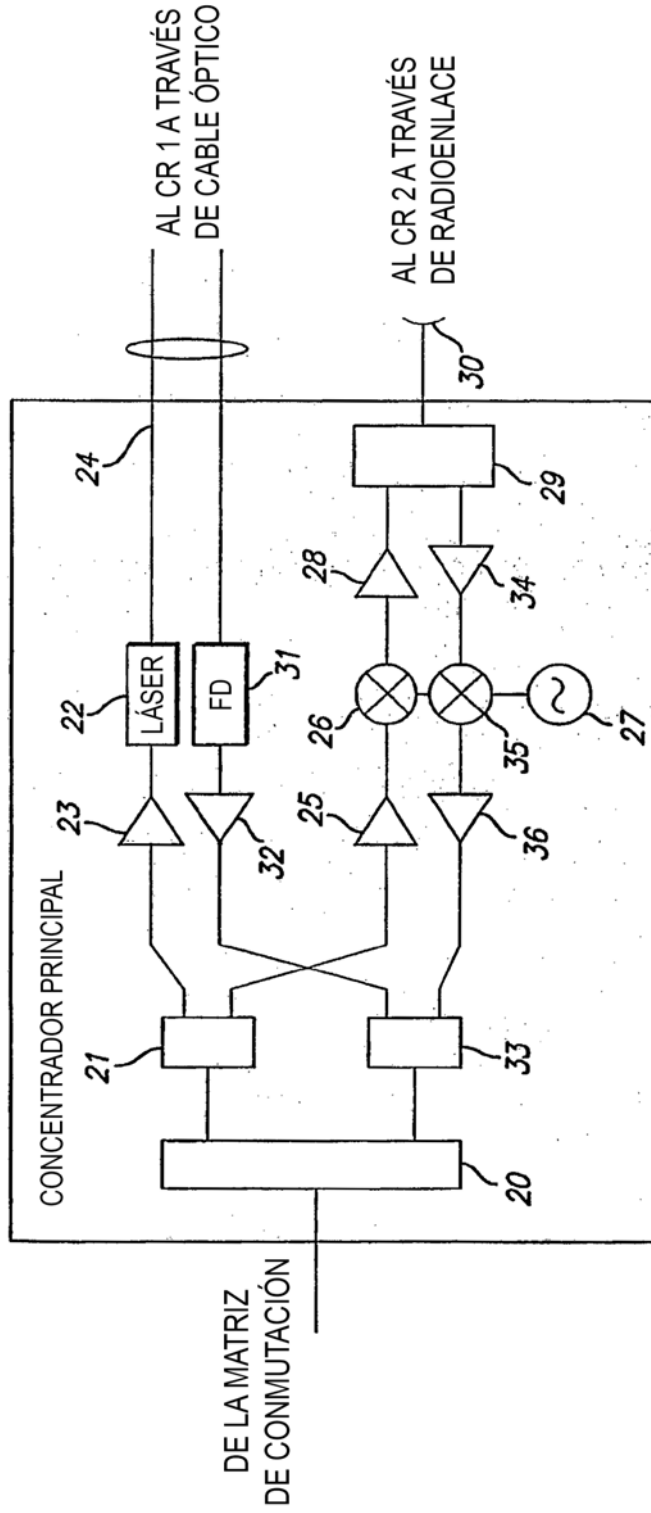 CONCENTRADOR PRINCIPAL
DE LA MATRIZ
DE CONMUTACIÓN
20
21
33
23
22
LÁSER
24
AL CR 1 A TRAVÉS
DE CABLE ÓPTICO
32
FD
31
25
26
28
29
30
AL CR 2 A TRAVÉS
DE RADIOENLACE
36
35
34
27